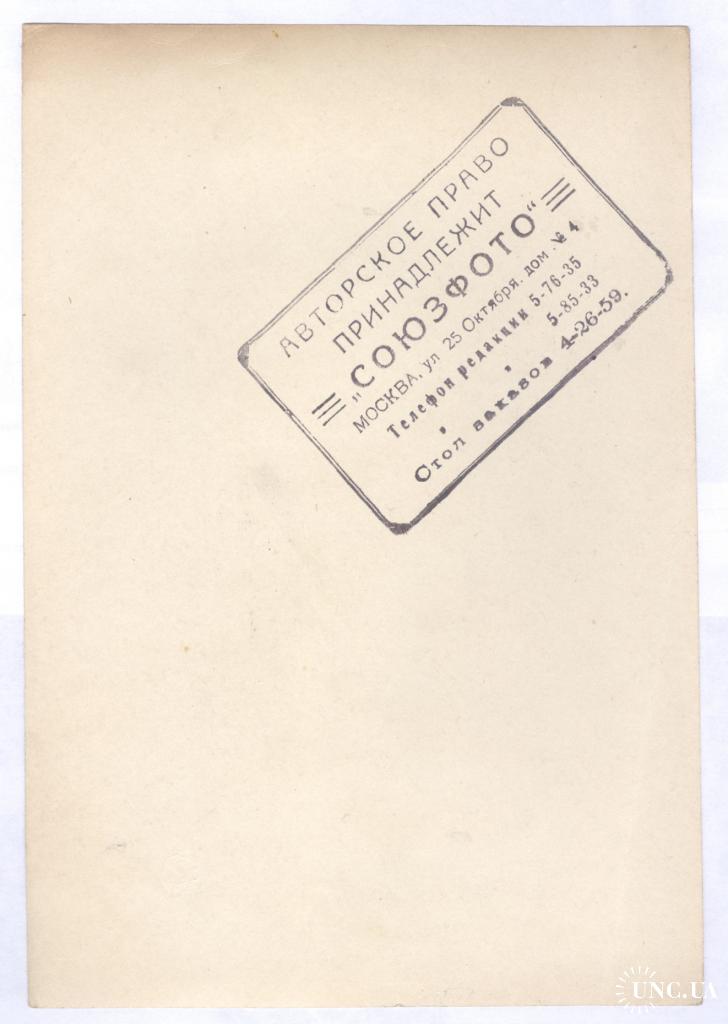 АВТОРСКОЕ ПРАВО
ПРИНАДЛЕЖИТ
„СОЮЗФОТО"
МОСКВА, ул 25 Октября, дом № 4
Телефон редакции 5-76-35
„ „ 5-85-33
Стол заказов 4-26-59.
UNC.UA